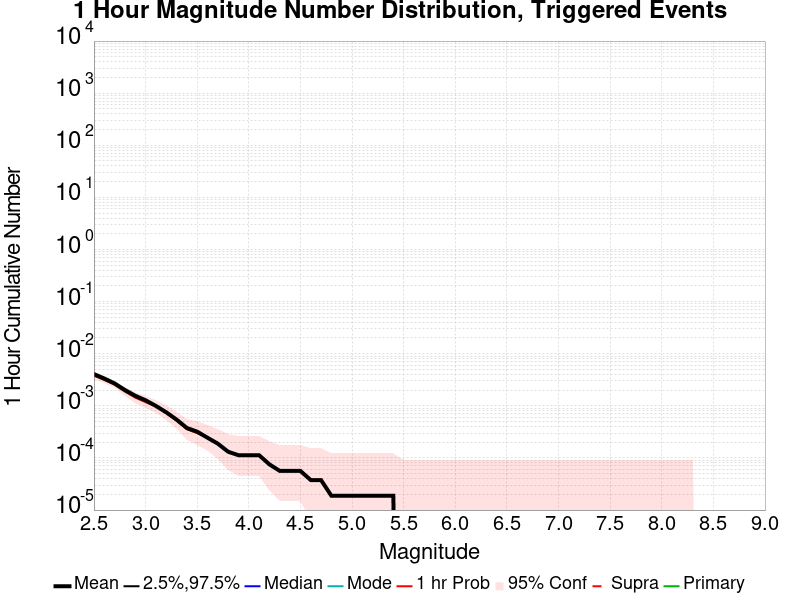 1 Hour Magnitude Number Distribution, Triggered Events
10^4
10^3
10^2
10^1
10^0
10^-1
10^-2
10^-3
10^-4
10^-5
1 Hour Cumulative Number
2.5 3.0 3.5 4.0 4.5 5.0 5.5 6.0 6.5 7.0 7.5 8.0 8.5 9.0
Magnitude
Mean 2.5%,97.5% Median Mode 1 hr Prob 95% Conf Supra Primary